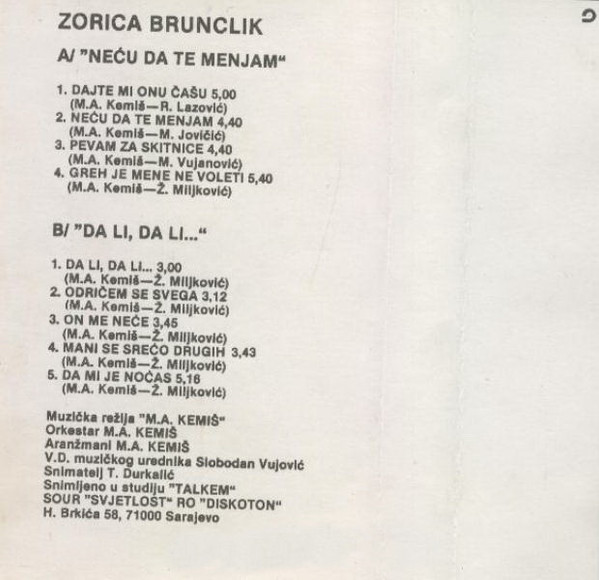 ZORICA BRUNCLIK
A/ "NEĆU DA TE MENJAM"
1. DAJTE MI ONU ČAŠU 5,00
(M.A. Kemiš—R. Lazović)
2. NEĆU DA TE MENJAM 4,40
(M.A. Kemiš—M. Jovičić)
3. PEVAM ZA SKITNICE 4,40
(M.A. Kemiš—M. Vujanović)
4. GREH JE MENE NE VOLETI 5,40
(M.A. Kemiš—Ž. Miljković)
B/ "DA LI, DA LI..."
1. DA LI, DA LI... 3,00
(M.A. Kemiš—Ž. Miljković)
2. ODRIČEM SE SVEGA 3,12
(M.A. Kemiš—Ž. Miljković)
3. ON ME NEĆE 3,45
(M.A. Kemiš—Ž. Miljković)
4. MANI SE SREĆO DRUGIH 3,43
(M.A. Kemiš—Ž. Miljković)
5. DA MI JE NOĆAS 5,16
(M.A. Kemiš—Ž. Miljković)
Muzička režija "M.A. KEMIŠ"
Orkestar M.A. KEMIŠ
Aranžmani M.A. KEMIŠ
V.D. muzičkog urednika Slobodan Vujović
Snimatelj T. Durkalić
Snimljeno u studiju "TALKEM"
SOUR "SVJETLOST" RO "DISKOTON"
H. Brkića 58, 71000 Sarajevo